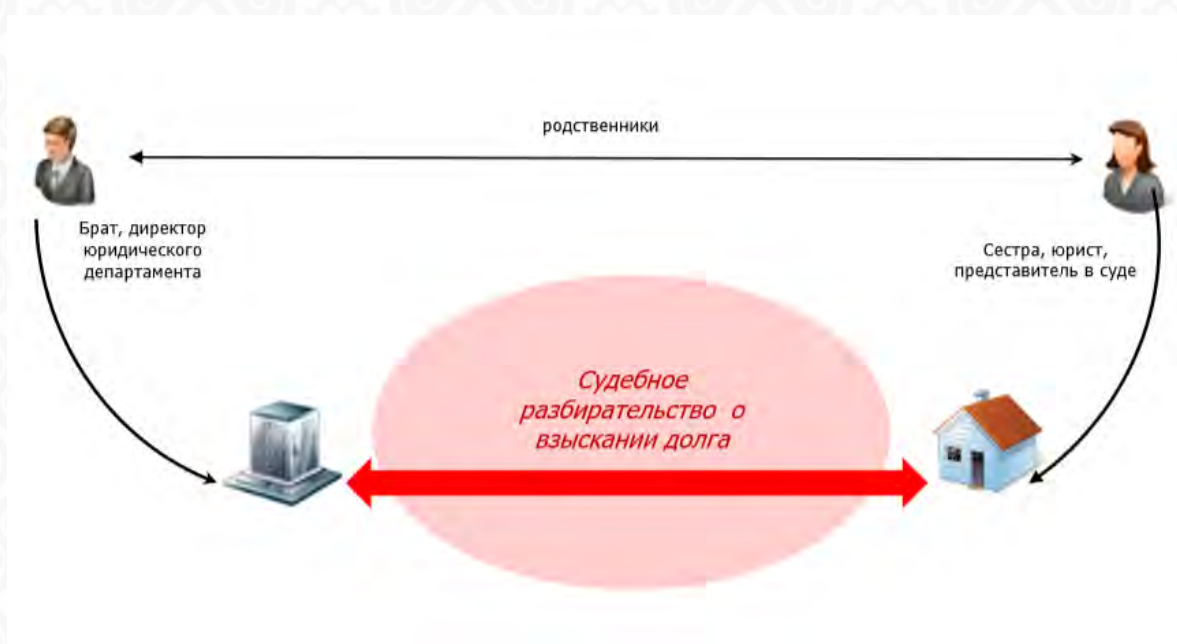 родственники
Брат, директор
юридического
департамента
Сестра, юрист,
представитель в суде
Судебное
разбирательство о
взыскании долга